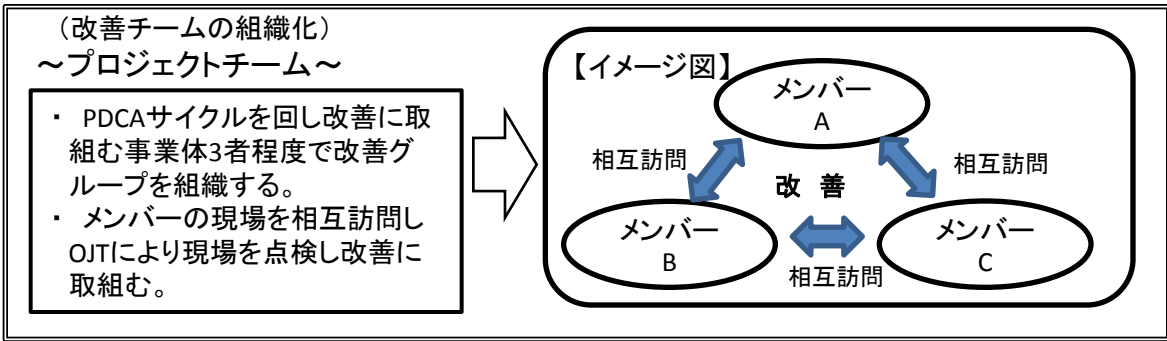 （改善チームの組織化）
～プロジェクトチーム～
・ PDCAサイクルを回し改善に取
組む事業体3者程度で改善グ
ループを組織する。
・ メンバーの現場を相互訪問し
OJTにより現場を点検し改善に
取組む。
【イメージ図】
メンバー
A
相互訪問
相互訪問
改 善
メンバー
B
メンバー
C
相互訪問